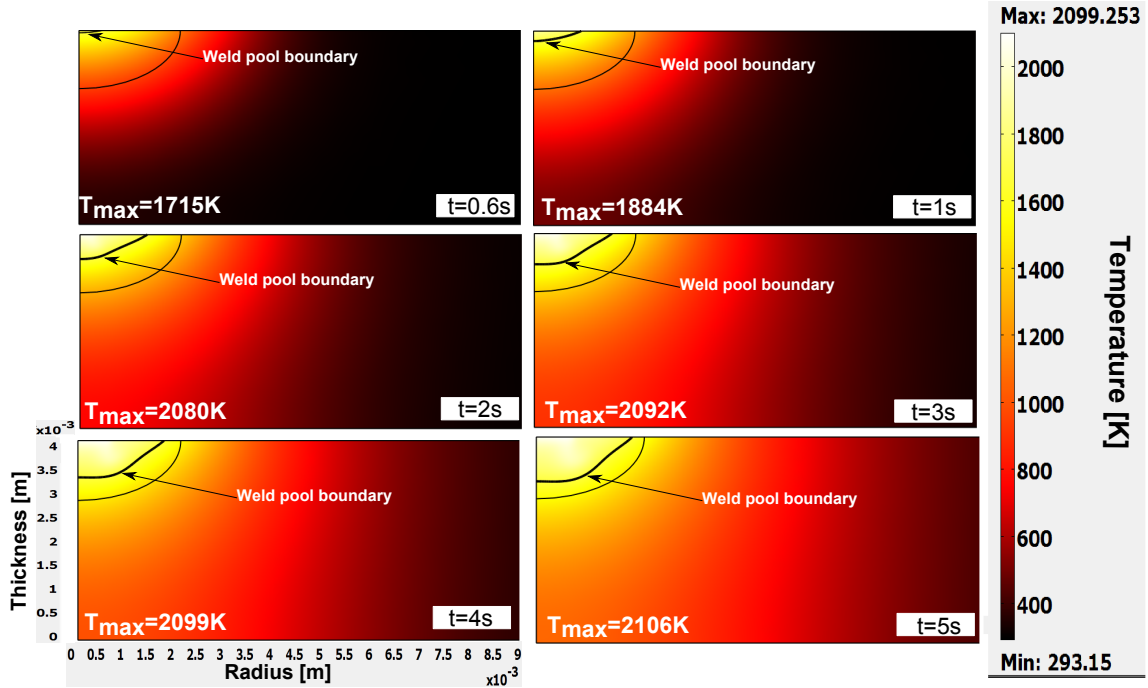 Max: 2099.253
Weld pool boundary
Tmax=1715K
t=0.6s
Weld pool boundary
Tmax=1884K
t=1s
Weld pool boundary
Tmax=2080K
t=2s
Weld pool boundary
Tmax=2092K
t=3s
x10-3
4
3.5
3
2.5
2
1.5
1
0.5
0
Thickness [m]
Weld pool boundary
Tmax=2099K
t=4s
Weld pool boundary
Tmax=2106K
t=5s
0 0.5 1 1.5 2 2.5 3 3.5 4 4.5 5 5.5 6 6.5 7 7.5 8 8.5 9
Radius [m]
x10-3
2000
1800
1600
1400
1200
1000
800
600
400
Temperature [K]
Min: 293.15